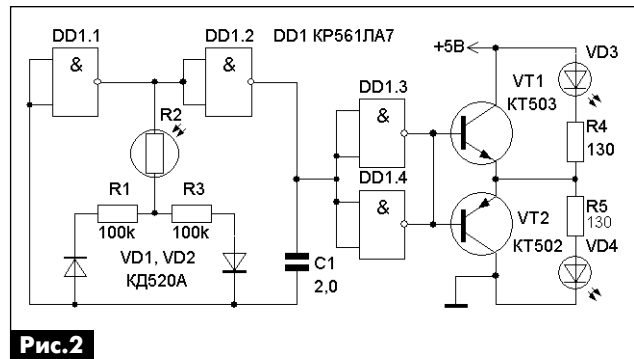 DD1.1
DD1.2
DD1 КР561ЛА7
+5В
VD3
&
&
DD1.3
VT1
КТ503
R2
&
R4
130
DD1.4
R1
R3
&
R5
130
100k
100k
VT2
КТ502
VD4
VD1, VD2
КД520А
C1
2,0
Рис.2